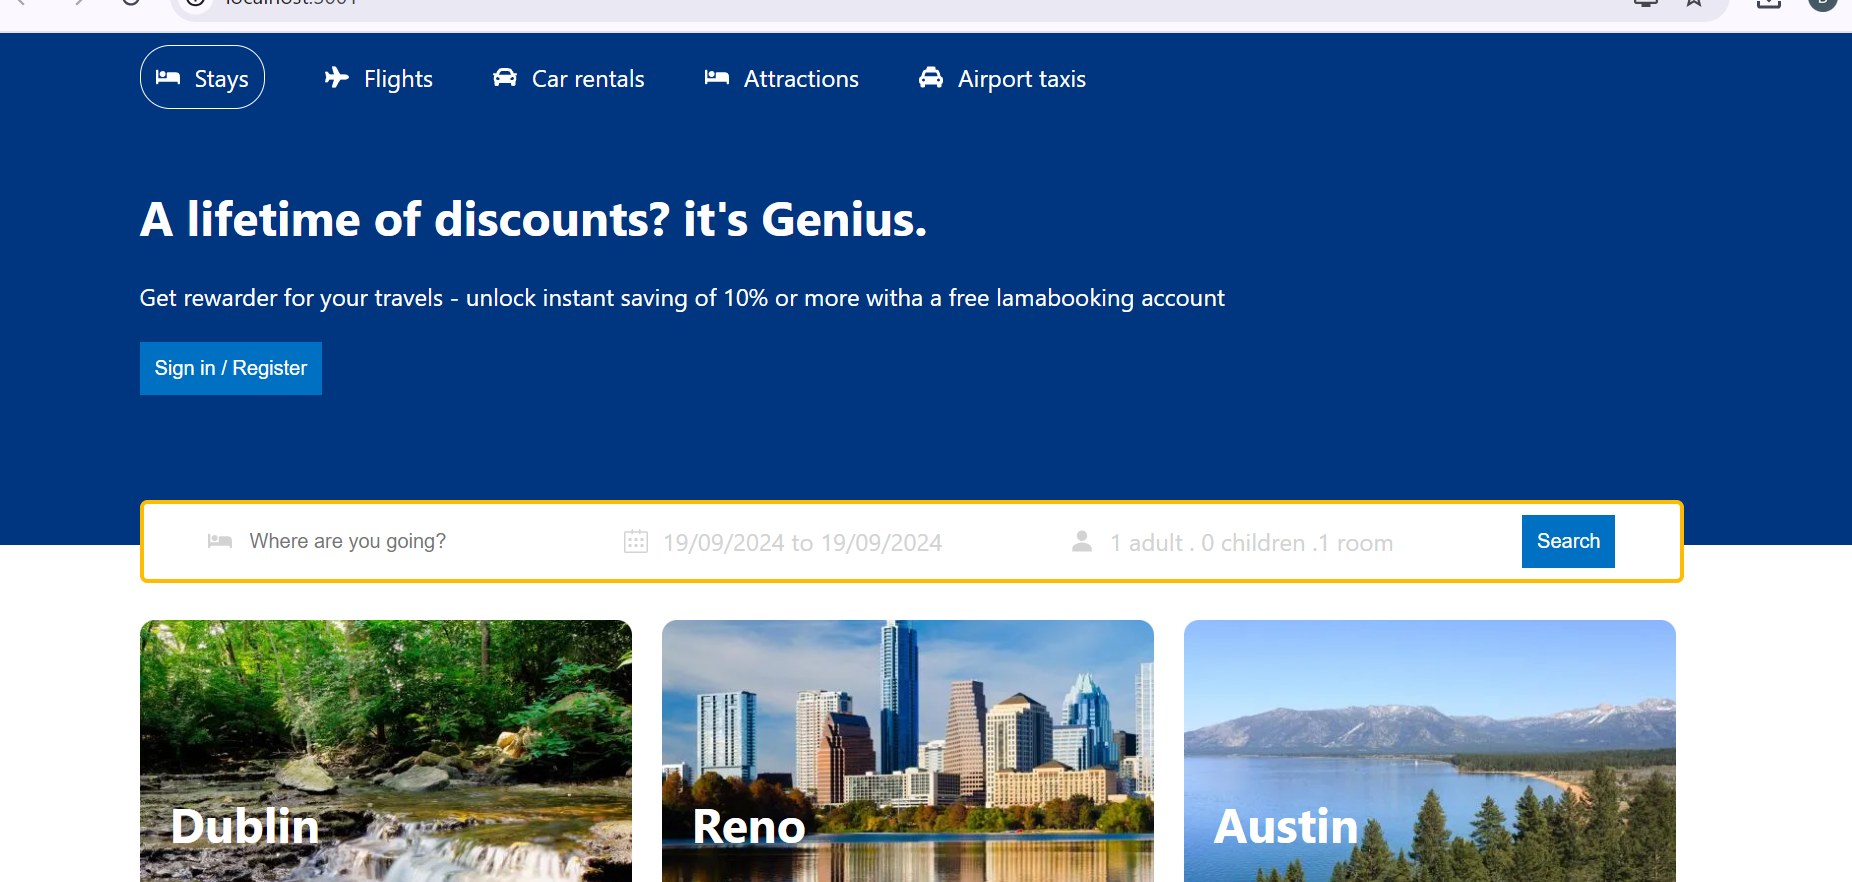 Stays Flights Car rentals Attractions Airport taxis
A lifetime of discounts? it's Genius.
Get rewarder for your travels - unlock instant saving of 10% or more witha a free lamabooking account
Sign in / Register
Where are you going? 19/09/2024 to 19/09/2024 1 adult . 0 children .1 room Search
Dublin Reno Austin